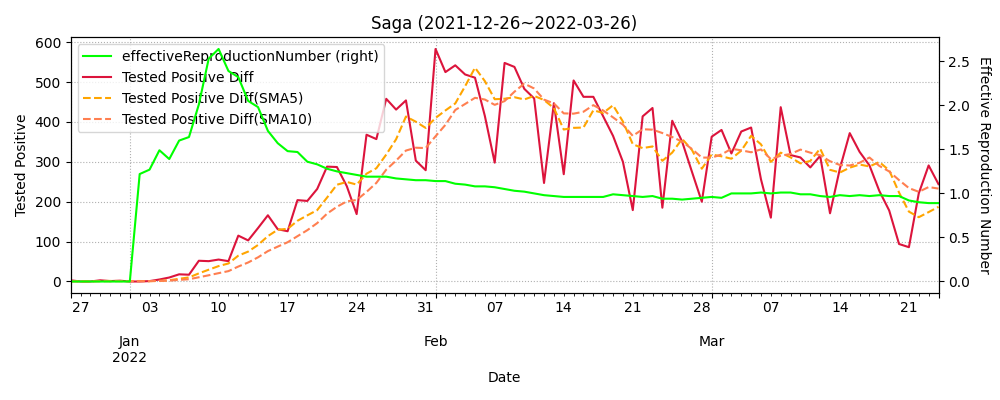 Saga (2021-12-26~2022-03-26)
effectiveReproductionNumber (right)
Tested Positive Diff
Tested Positive Diff(SMA5)
Tested Positive Diff(SMA10)
Tested Positive
600
500
400
300
200
100
0
2.5
2.0
1.5
1.0
0.5
0.0
Effective Reproduction Number
27 03 10 17 24 31 07 14 21 28 07 14 21
Jan Feb Mar
2022
Date